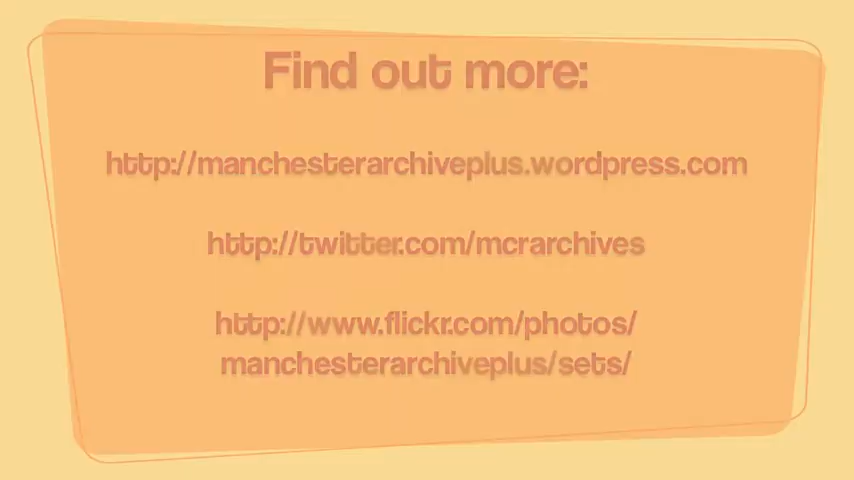 Find out more:
http://manchesterarchiveplus.wordpress.com
http://twitter.com/mcrarchives
http://www.flickr.com/photos/
manchesterarchiveplus/sets/